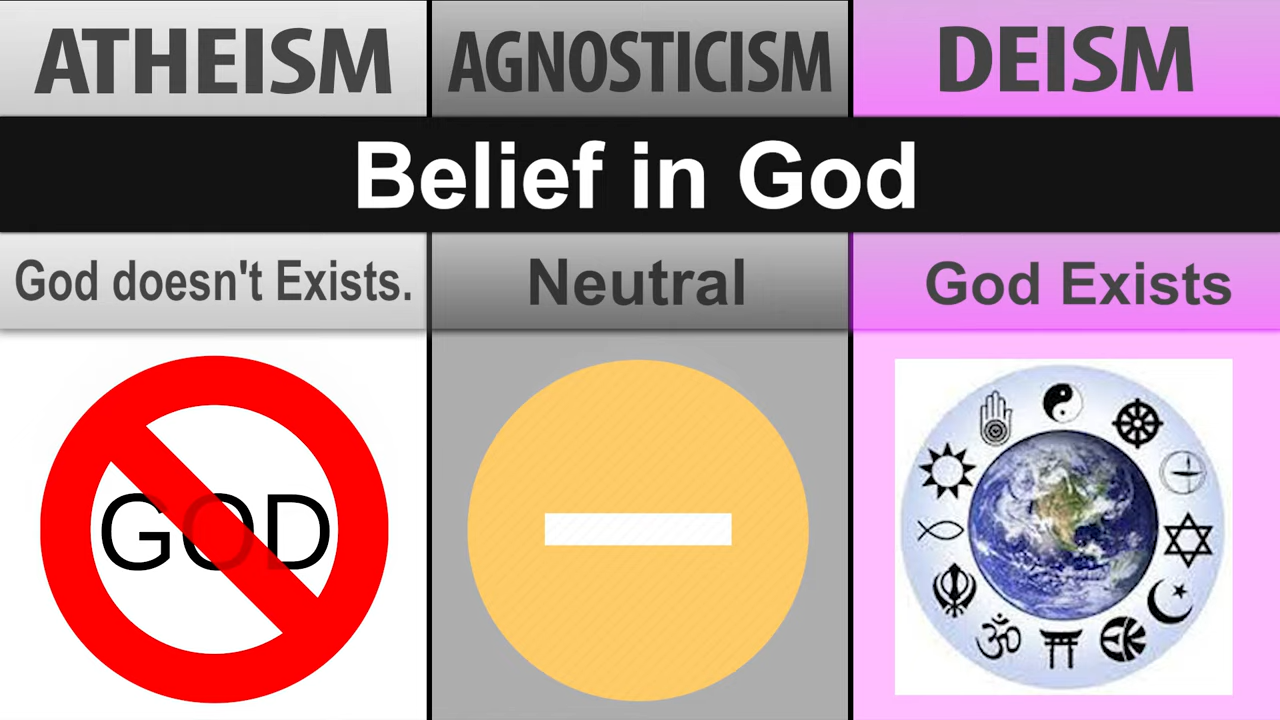 ATHEISM AGNOSTICISM DEISM
Belief in God
God doesn't Exists. Neutral God Exists
GOD